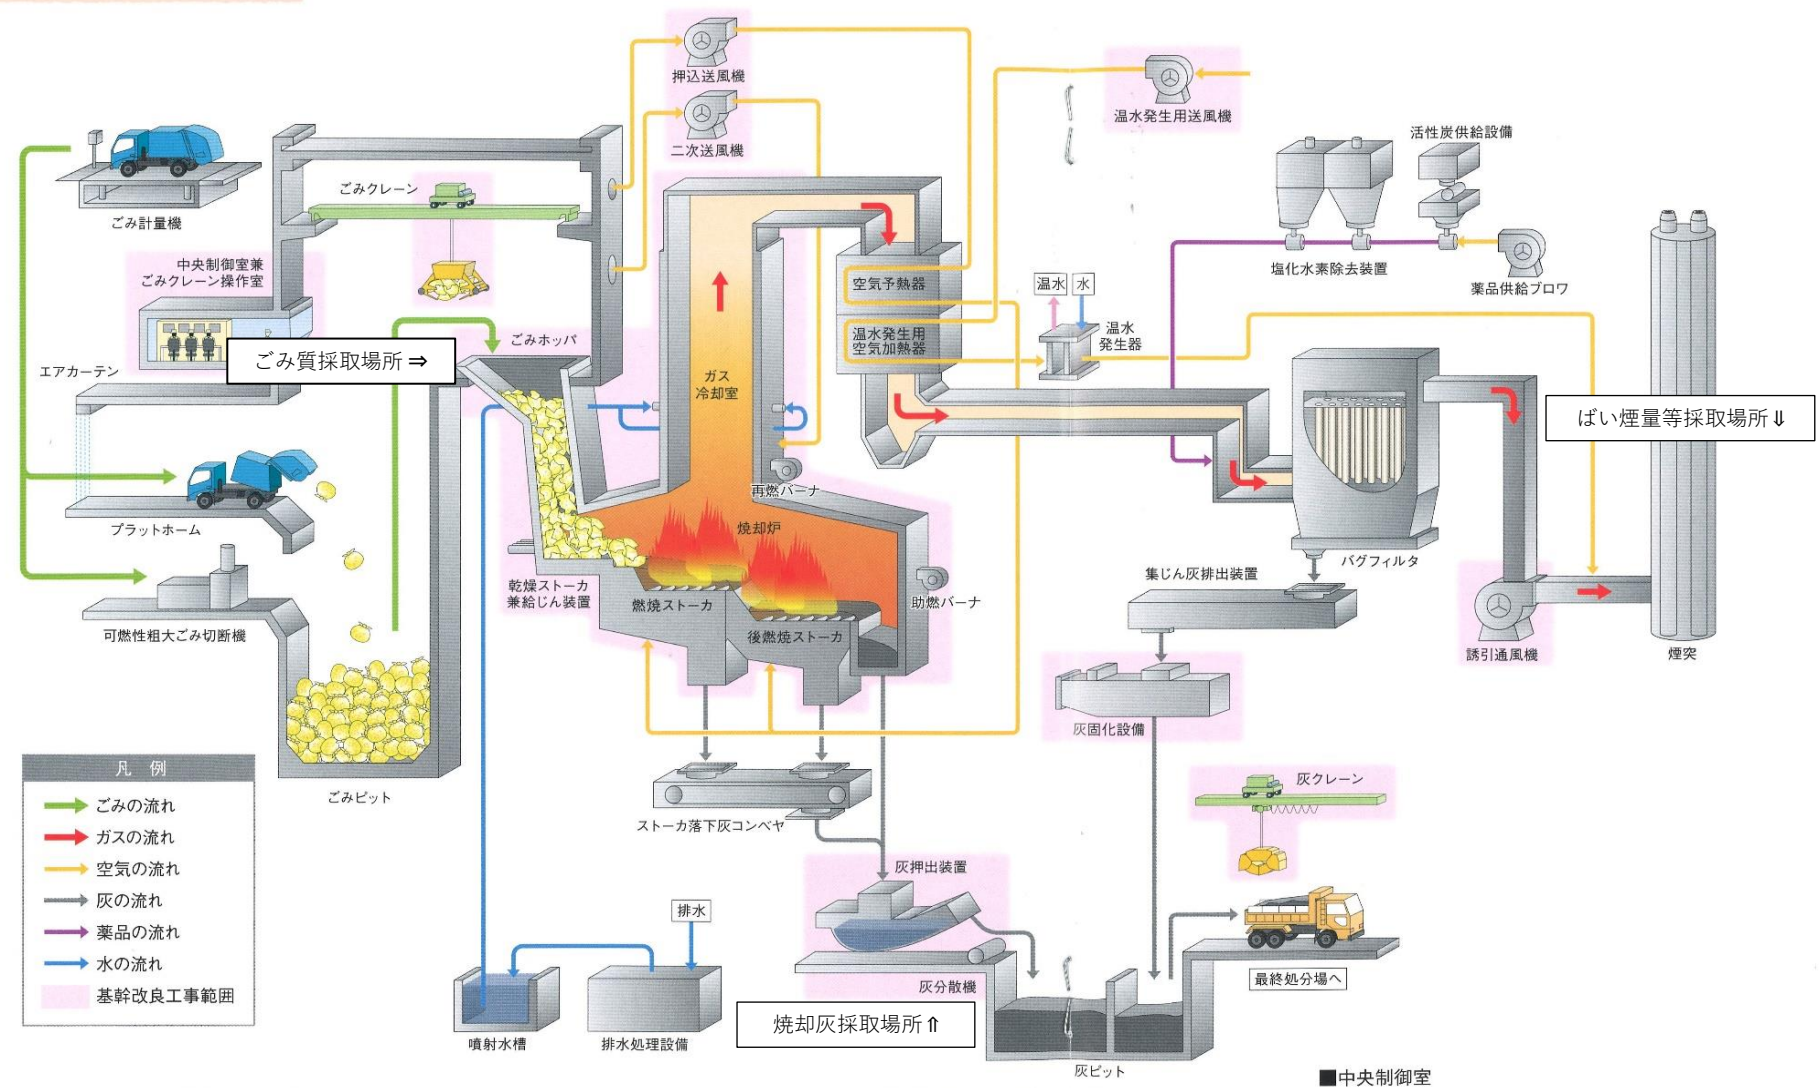 押込送風機
二次送風機
温水発生用送風機
活性炭供給設備
ごみ計量機
ごみクレーン
中央制御室兼
ごみクレーン操作室
塩化水素除去装置
薬品供給ブロワ
空気予熱器
温水
水
温水発生用
空気加熱器
温水
発生器
ごみ質採取場所⇒
ごみホッパ
エアカーテン
ガス
冷却室
ばい煙量等採取場所⇓
再燃バーナ
プラットホーム
焼却炉
バグフィルタ
集じん灰排出装置
乾燥ストーカ
兼給じん装置
燃焼ストーカ
助燃バーナ
後燃焼ストーカ
可燃性粗大ごみ切断機
誘引通風機
煙突
灰固化設備
凡 例
ごみの流れ
ガスの流れ
空気の流れ
灰の流れ
薬品の流れ
水の流れ
基幹改良工事範囲
ごみピット
ストーカ落下灰コンベヤ
灰クレーン
灰押出装置
排水
最終処分場へ
灰分散機
焼却灰採取場所⇑
噴射水槽
排水処理設備
灰ピット
■中央制御室